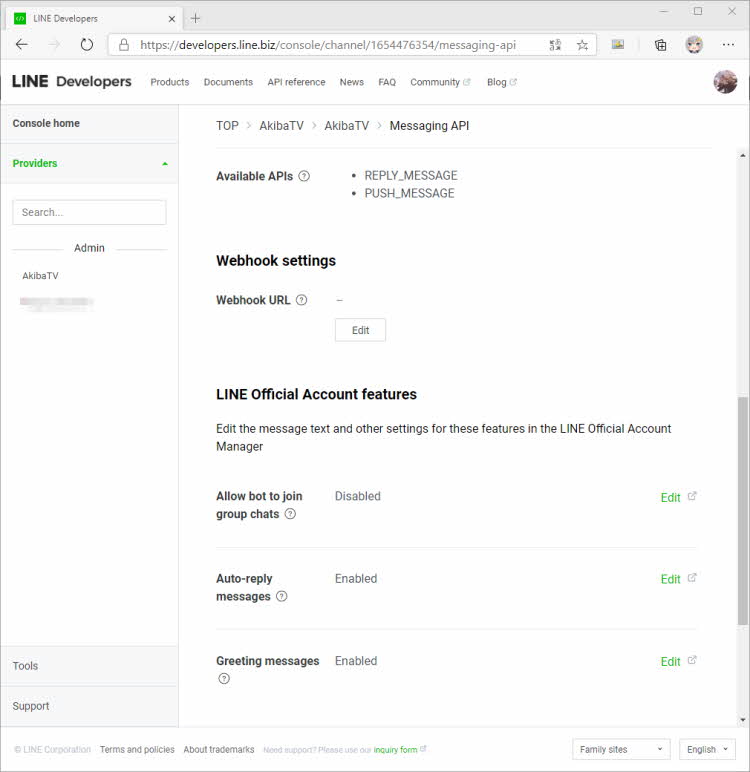 LINE Developers
https://developers.line.biz/console/channel/1654476354/messaging-api
LINE Developers Products Documents API reference News FAQ Community Blog
Console home
Providers
Search...
Admin
AkibaTV
Tools
Support
TOP > AkibaTV > AkibaTV > Messaging API
Available APIs ?
• REPLY_MESSAGE
• PUSH_MESSAGE
Webhook settings
Webhook URL ? –
Edit
LINE Official Account features
Edit the message text and other settings for these features in the LINE Official Account
Manager
Allow bot to join Disabled Edit
group chats ?
Auto-reply Enabled Edit
messages ?
Greeting messages Enabled Edit
?
© LINE Corporation Terms and policies About trademarks Need support? Please use our inquiry form Family sites English